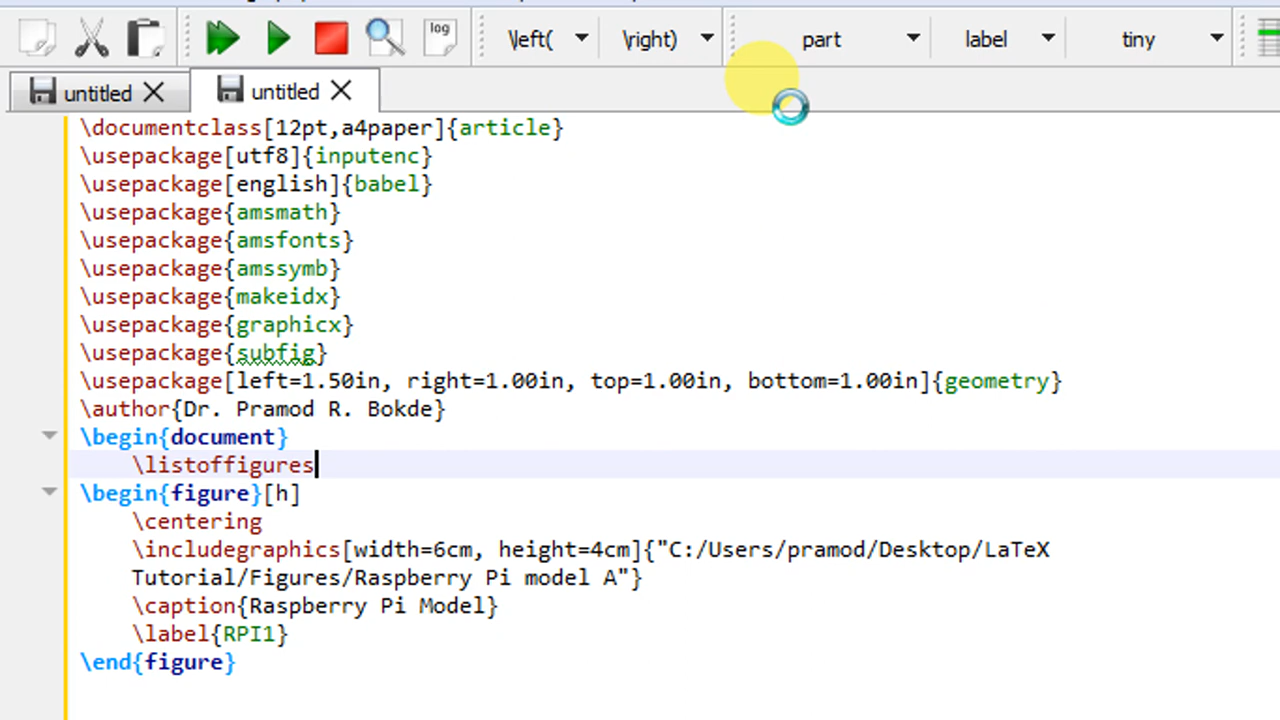 log
\left(
\right)
part
label
tiny
untitled
untitled
\documentclass[12pt,a4paper]{article}
\usepackage[utf8]{inputenc}
\usepackage[english]{babel}
\usepackage{amsmath}
\usepackage{amsfonts}
\usepackage{amssymb}
\usepackage{makeidx}
\usepackage{graphicx}
\usepackage{subfig}
\usepackage[left=1.50in, right=1.00in, top=1.00in, bottom=1.00in]{geometry}
\author{Dr. Pramod R. Bokde}
\begin{document}
\listoffigures
\begin{figure}[h]
\centering
\includegraphics[width=6cm, height=4cm]{"C:/Users/pramod/Desktop/LaTeX
Tutorial/Figures/Raspberry Pi model A"}
\caption{Raspberry Pi Model}
\label{RPI1}
\end{figure}